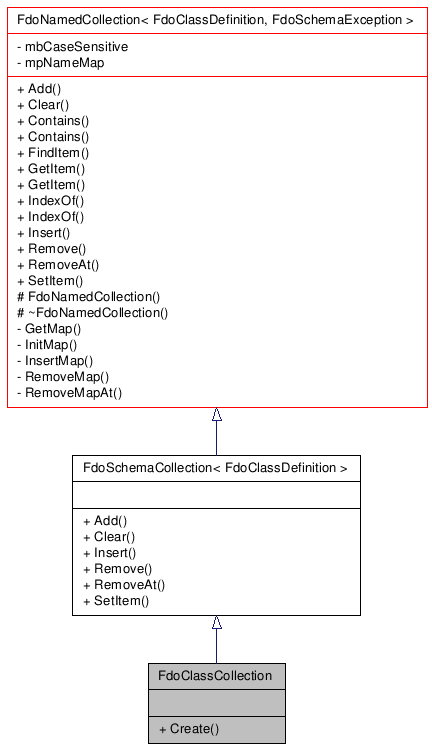 FdoNamedCollection< FdoClassDefinition, FdoSchemaException >
- mbCaseSensitive
- mpNameMap
+ Add()
+ Clear()
+ Contains()
+ Contains()
+ FindItem()
+ GetItem()
+ GetItem()
+ IndexOf()
+ IndexOf()
+ Insert()
+ Remove()
+ RemoveAt()
+ SetItem()
# FdoNamedCollection()
# ~FdoNamedCollection()
- GetMap()
- InitMap()
- InsertMap()
- RemoveMap()
- RemoveMapAt()
FdoSchemaCollection< FdoClassDefinition >
+ Add()
+ Clear()
+ Insert()
+ Remove()
+ RemoveAt()
+ SetItem()
FdoClassCollection
+ Create()